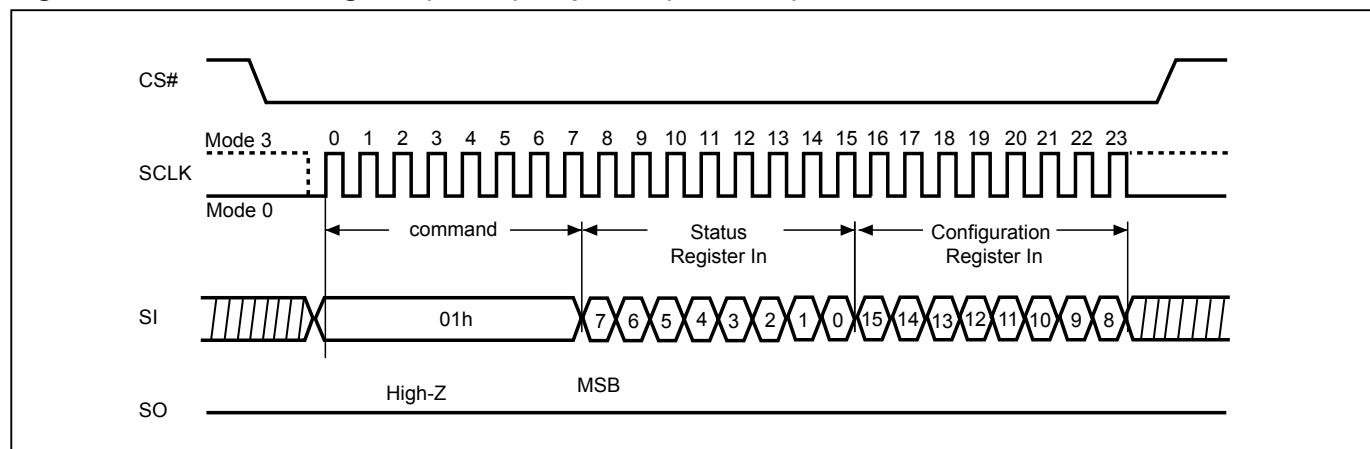 CS#
Mode 3
0 1 2 3 4 5 6 7 8 9 10 11 12 13 14 15 16 17 18 19 20 21 22 23
SCLK
Mode 0
command
Status
Register In
Configuration
Register In
SI
01h
7 6 5 4 3 2 1 0 15 14 13 12 11 10 9 8
High-Z
MSB
SO